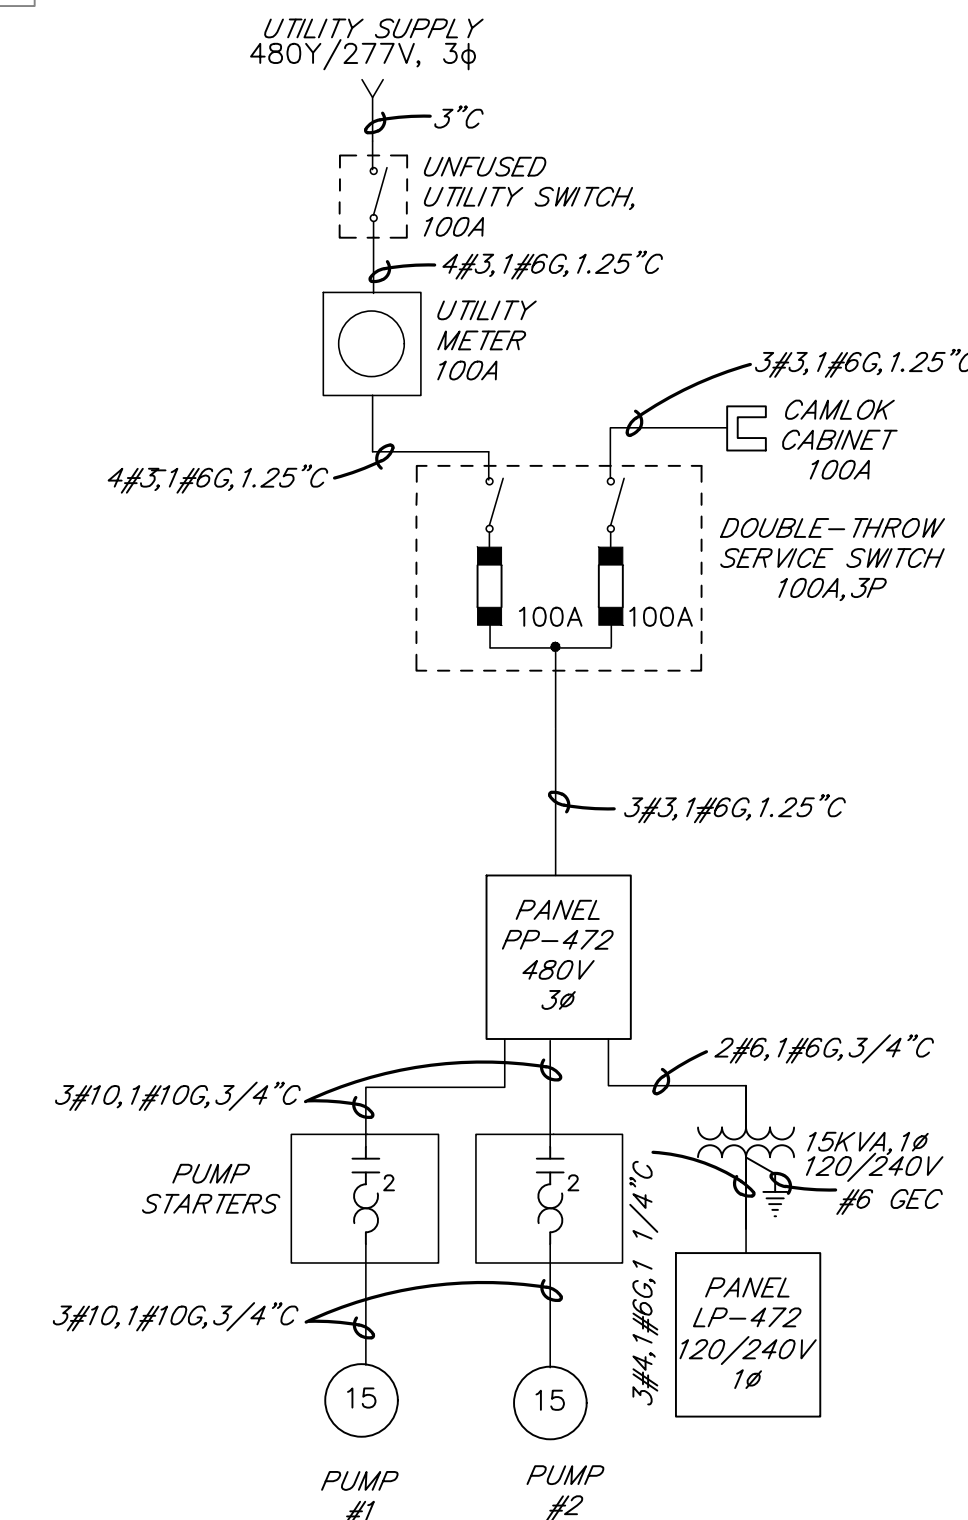 UTILITY SUPPLY
480Y/277V, 3ϕ
3"C
UNFUSED
UTILITY SWITCH,
100A
4#3,1#6G,1.25"C
UTILITY
METER
100A
3#3,1#6G,1.25"C
CAMLOK
CABINET
100A
4#3,1#6G,1.25"C
DOUBLE-THROW
SERVICE SWITCH
100A,3P
100A
100A
3#3,1#6G,1.25"C
PANEL
PP-472
480V
3ø
2#6,1#6G,3/4"C
3#10,1#10G,3/4"C
15KVA,1ø
120/240V
#6 GEC
PUMP
STARTERS
2
2
3#4,1#6G,1 1/4"C
PANEL
LP-472
120/240V
1ø
3#10,1#10G,3/4"C
15
15
PUMP
#1
PUMP
#2